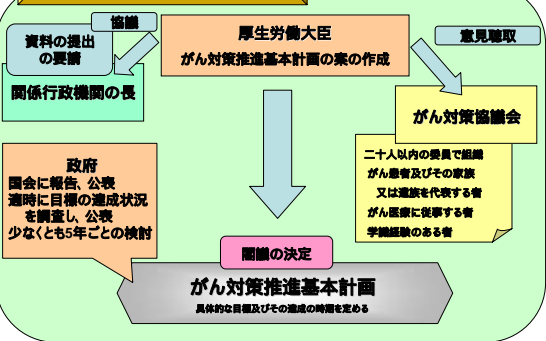 協議
厚生労働大臣
がん対策推進基本計画の案の作成
意見聴取
資料の提出
の要請
関係行政機関の長
がん対策協議会
二十人以内の委員で組織
がん患者及びその家族
又は遺族を代表する者
がん医療に従事する者
学識経験のある者
政府
国会に報告、公表
適時に目標の達成状況
を調査し、公表
少なくとも5年ごとの検討
閣議の決定
がん対策推進基本計画
具体的な目標及びその達成の時期を定める